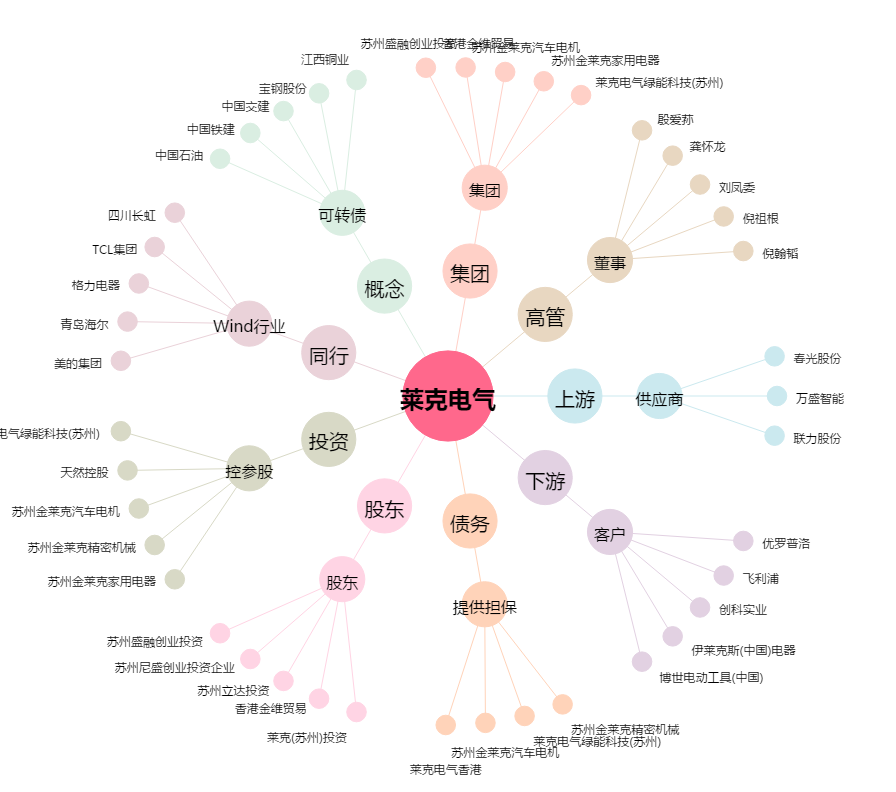 莱克电气
集团
集团
苏州盛融创业投资
香港金维贸易
苏州金莱克汽车电机
苏州金莱克家用电器
莱克电气绿能科技(苏州)
高管
董事
殷爱荪
龚怀龙
刘凤委
倪祖根
倪翰韬
上游
供应商
春光股份
万盛智能
联力股份
下游
客户
优罗普洛
飞利浦
创科实业
伊莱克斯(中国)电器
博世电动工具(中国)
债务
提供担保
苏州金莱克精密机械
莱克电气绿能科技(苏州)
苏州金莱克汽车电机
莱克电气香港
股东
股东
莱克(苏州)投资
香港金维贸易
苏州立达投资
苏州尼盛创业投资企业
苏州盛融创业投资
投资
控参股
苏州金莱克家用电器
苏州金莱克精密机械
苏州金莱克汽车电机
天然控股
电气绿能科技(苏州)
同行
Wind行业
美的集团
青岛海尔
格力电器
TCL集团
四川长虹
概念
可转债
中国石油
中国铁建
中国交建
宝钢股份
江西铜业